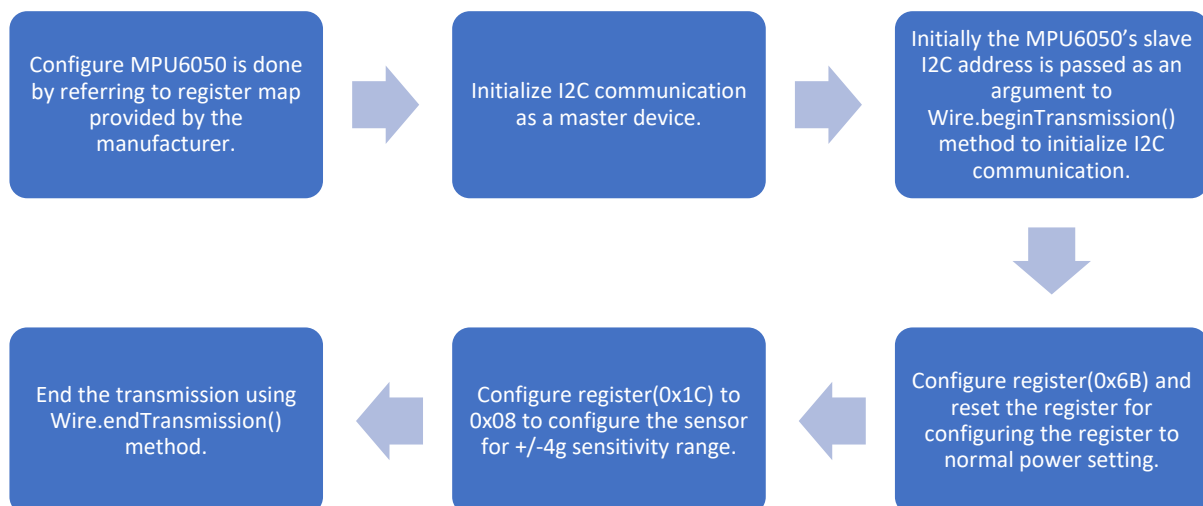 Configure MPU6050 is done
by referring to register map
provided by the
manufacturer.
Initialize I2C communication
as a master device.
Initially the MPU6050’s slave
I2C address is passed as an
argument to
Wire.beginTransmission()
method to initialize I2C
communication.
Configure register(0x6B) and
reset the register for
configuring the register to
normal power setting.
Configure register(0x1C) to
0x08 to configure the sensor
for +/-4g sensitivity range.
End the transmission using
Wire.endTransmission()
method.